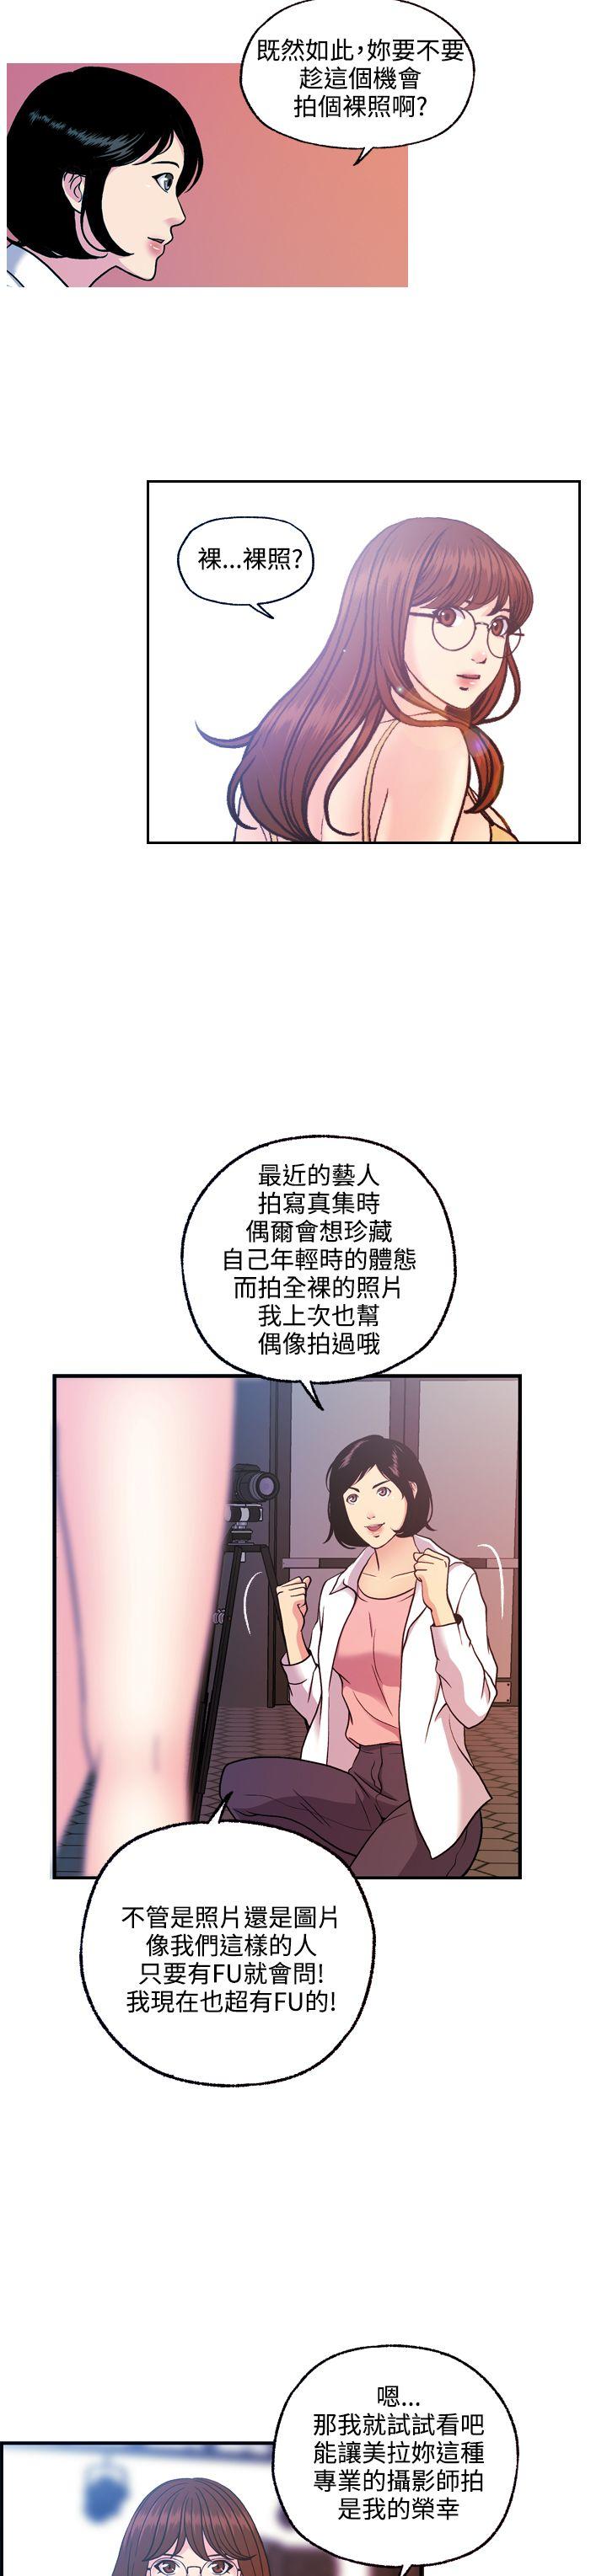 既然如此，妳要不要
趁這個機會
拍個裸照啊?
裸...裸照?
最近的藝人
拍寫真集時
偶爾會想珍藏
自己年輕時的體態
而拍全裸的照片
我上次也幫
偶像拍過哦
不管是照片還是圖片
像我們這樣的人
只要有FU就會問!
我現在也超有FU的!
嗯...
那我就試試看吧
能讓美拉妳這種
專業的攝影師拍
是我的榮幸